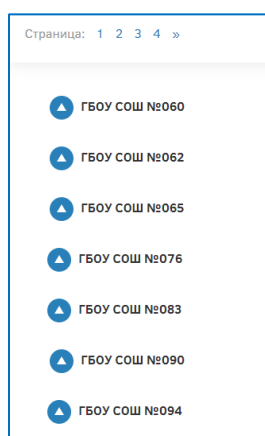 Страница: 1 2 3 4 »
ГБОУ СОШ №060
ГБОУ СОШ №062
ГБОУ СОШ №065
ГБОУ СОШ №076
ГБОУ СОШ №083
ГБОУ СОШ №090
ГБОУ СОШ №094